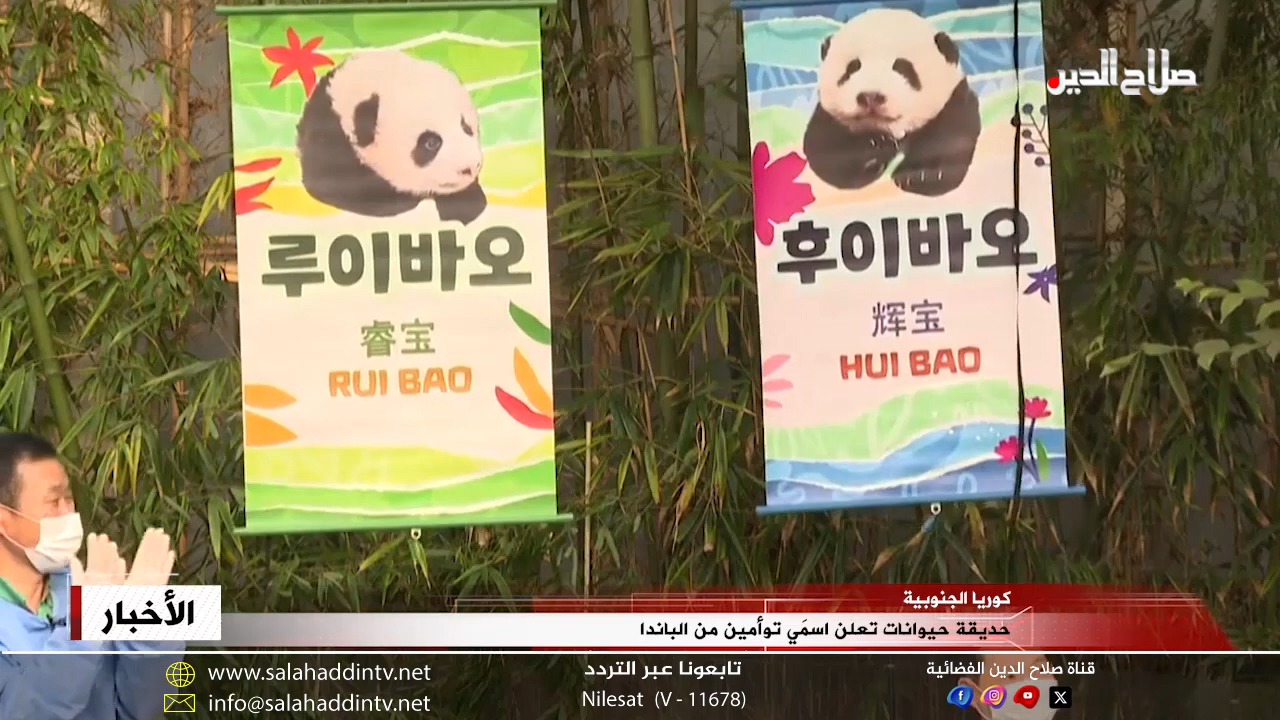 صلاح الدين
루이바오
睿宝
RUI BAO
후이바오
辉宝
HUI BAO
كوريا الجنوبية
حديقة حيوانات تعلن اسمَي توأمين من الباندا
الأخبار
قناة صلاح الدين الفضائية
تابعونا عبر التردد
Nilesat (V - 11678)
www.salahaddintv.net
info@salahaddintv.net